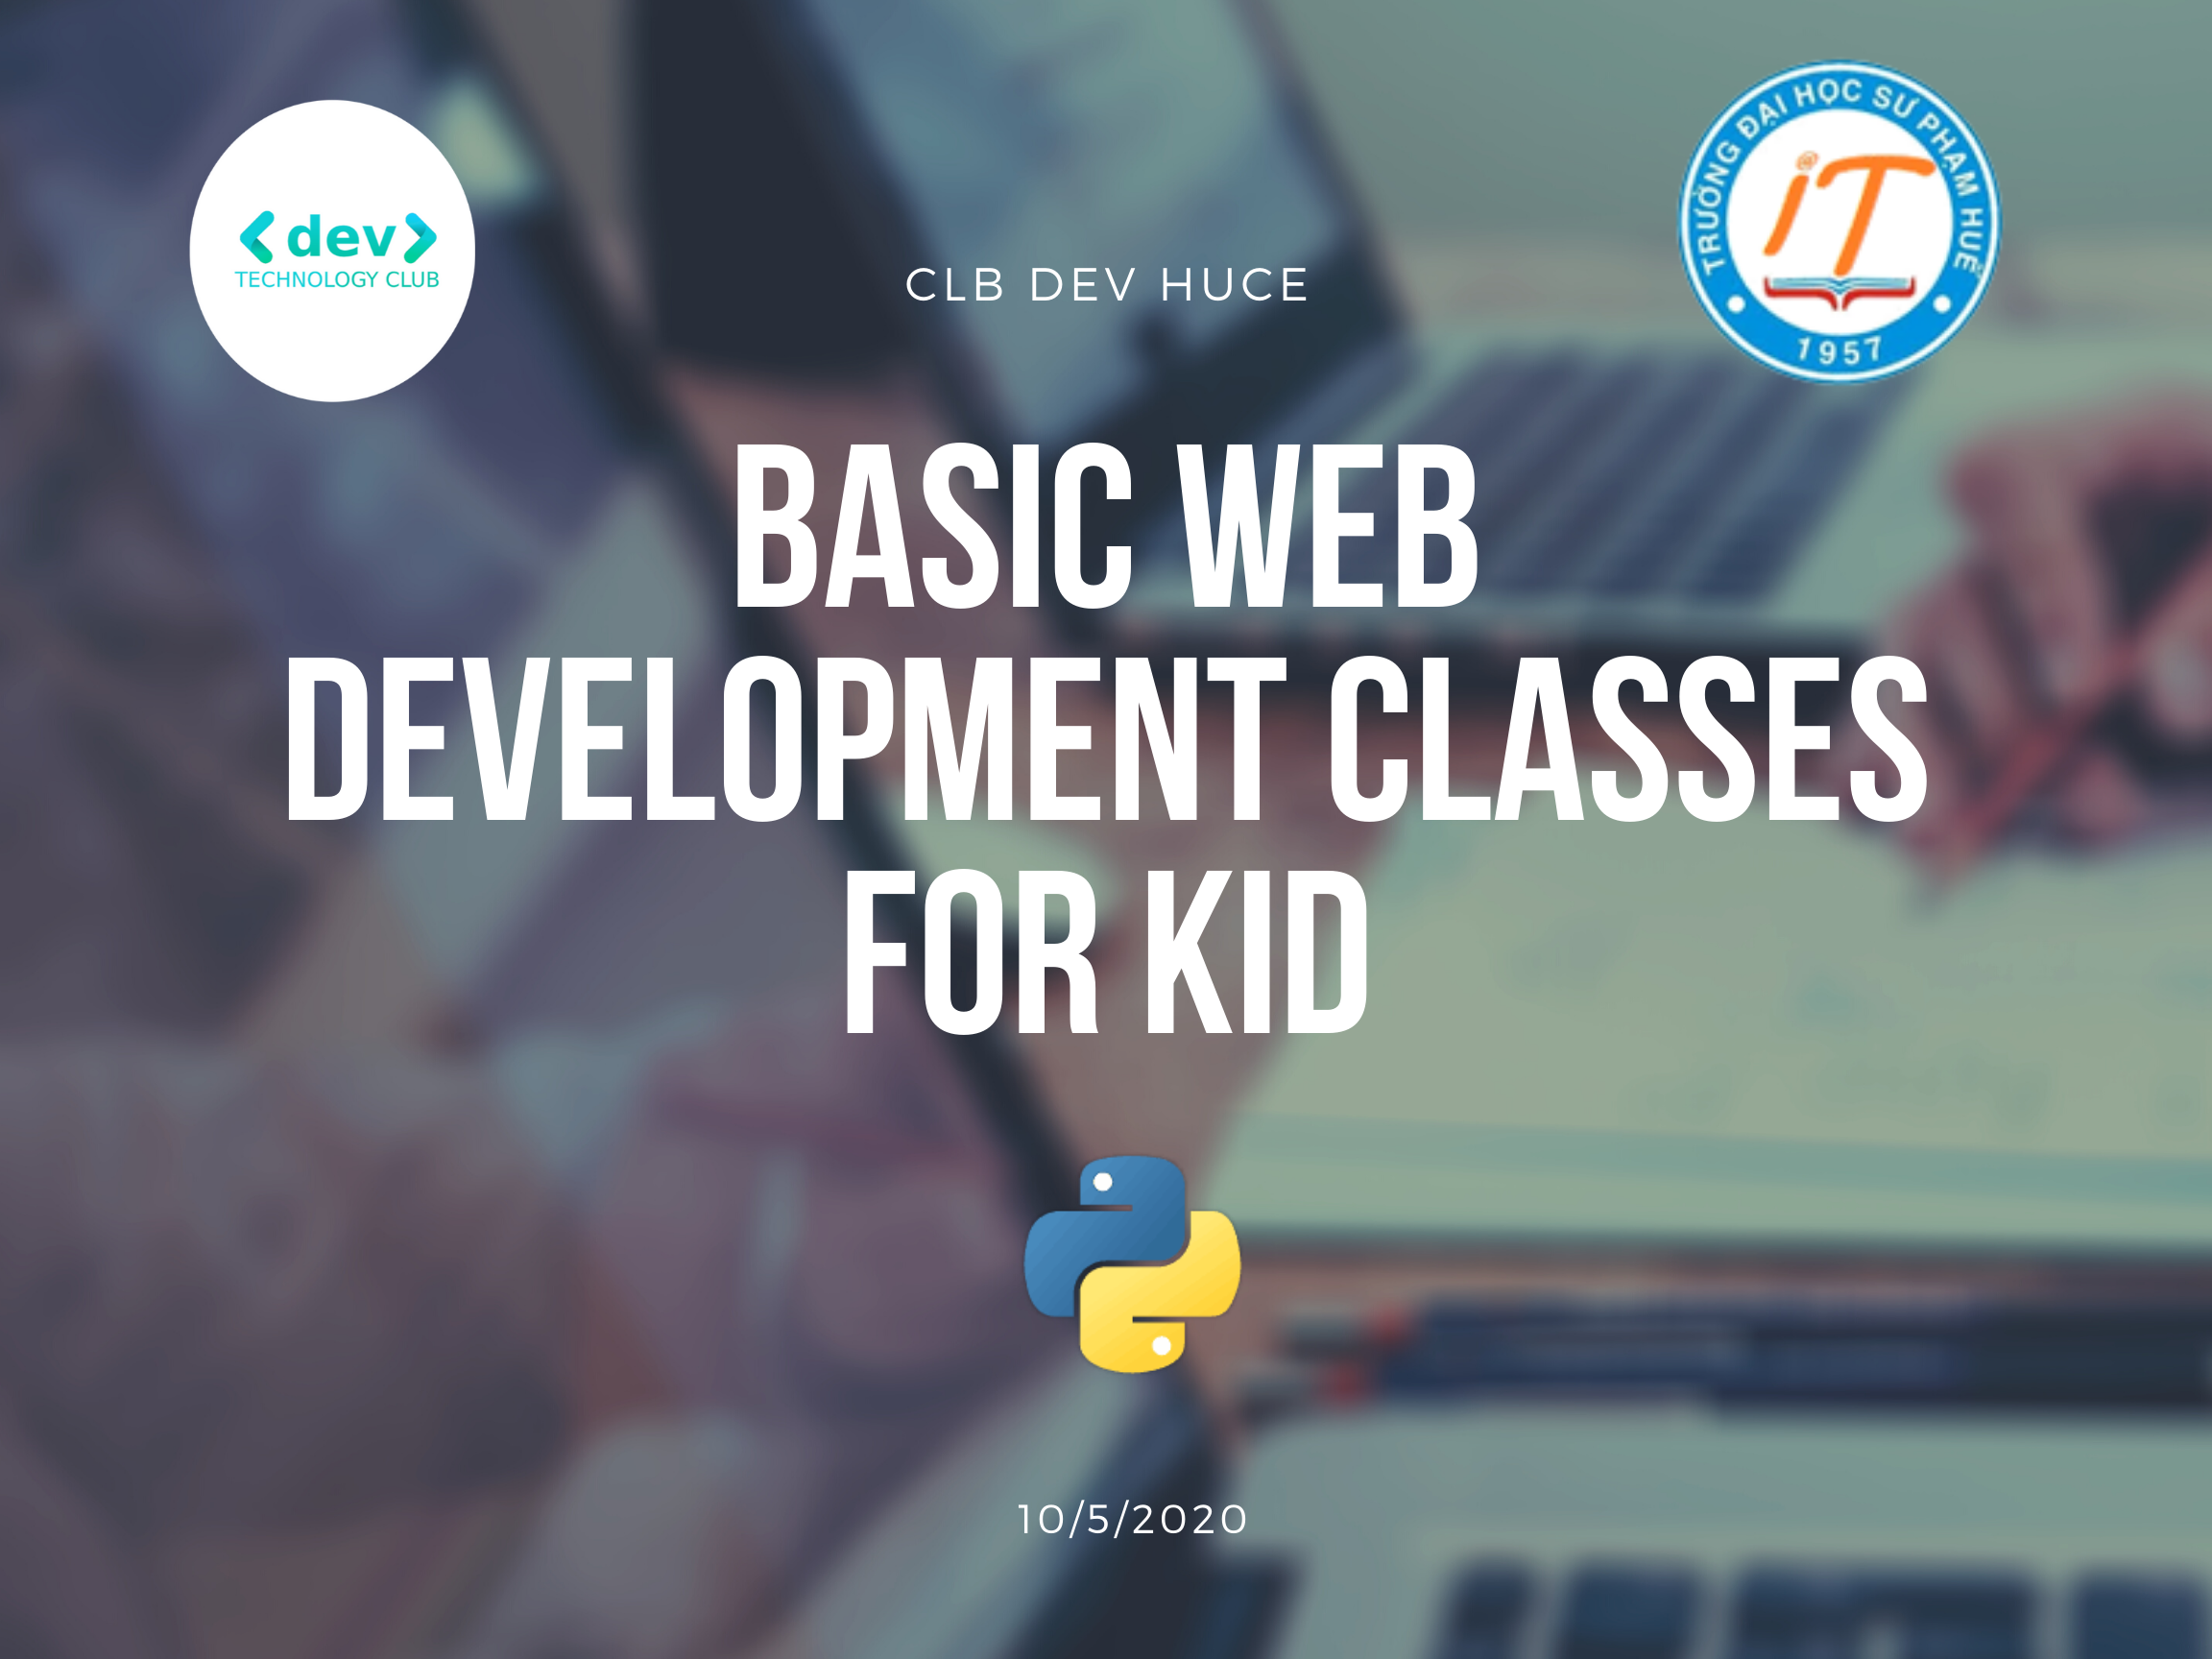 <dev>
TECHNOLOGY CLUB
TRƯỜNG ĐẠI HỌC SƯ PHẠM HUẾ
@
iT
1957
CLB DEV HUCE
BASIC WEB
DEVELOPMENT CLASSES
FOR KID
10/5/2020